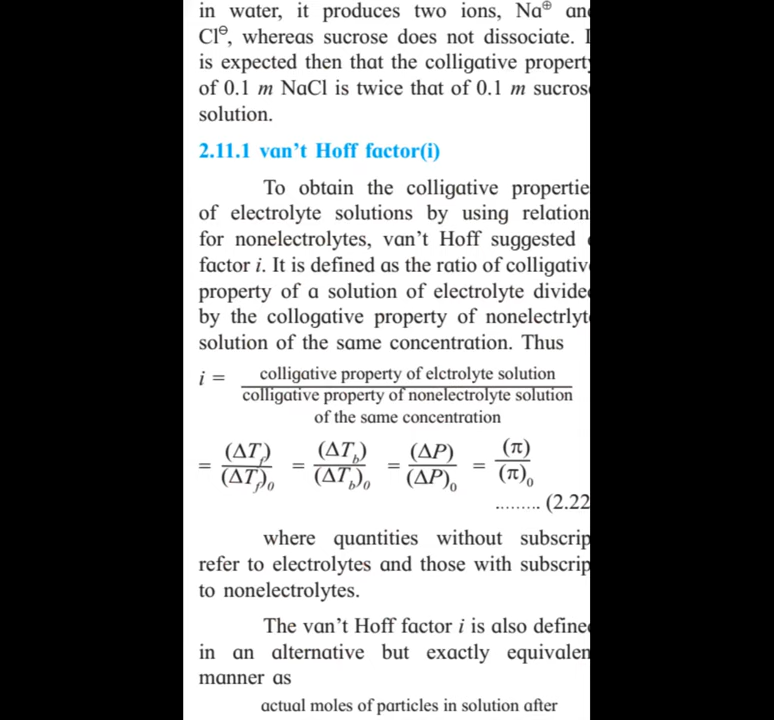 in water, it produces two ions, Na⊕ an
Cl⊖, whereas sucrose does not dissociate.
is expected then that the colligative propert
of 0.1 m NaCl is twice that of 0.1 m sucros
solution.
2.11.1 van't Hoff factor(i)
To obtain the colligative propertie
of electrolyte solutions by using relation
for nonelectrolytes, van't Hoff suggested
factor i. It is defined as the ratio of colligativ
property of a solution of electrolyte divide
by the collogative property of nonelectrlyt
solution of the same concentration. Thus
i = colligative property of elctrolyte solution
colligative property of nonelectrolyte solution
of the same concentration
= (ΔT_f)/(ΔT_f)₀ = (ΔT_b)/(ΔT_b)₀ = (ΔP)/(ΔP)₀ = (π)/(π)₀
......... (2.22
where quantities without subscrip
refer to electrolytes and those with subscrip
to nonelectrolytes.
The van't Hoff factor i is also define
in an alternative but exactly equivalen
manner as
actual moles of particles in solution after